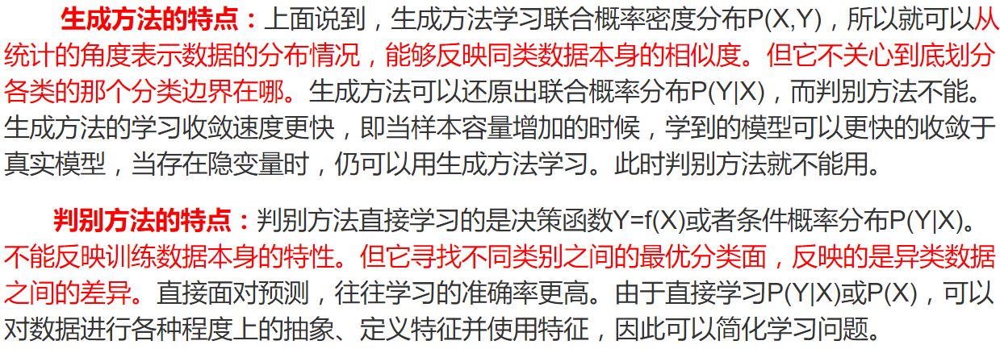 生成方法的特点：上面说到，生成方法学习联合概率密度分布P(X,Y)，所以就可以从
统计的角度表示数据的分布情况，能够反映同类数据本身的相似度。但它不关心到底划分
各类的那个分类边界在哪。生成方法可以还原出联合概率分布P(Y|X)，而判别方法不能。
生成方法的学习收敛速度更快，即当样本容量增加的时候，学到的模型可以更快的收敛于
真实模型，当存在隐变量时，仍可以用生成方法学习。此时判别方法就不能用。
判别方法的特点：判别方法直接学习的是决策函数Y=f(X)或者条件概率分布P(Y|X)。
不能反映训练数据本身的特性。但它寻找不同类别之间的最优分类面，反映的是异类数据
之间的差异。直接面对预测，往往学习的准确率更高。由于直接学习P(Y|X)或P(X)，可以
对数据进行各种程度上的抽象、定义特征并使用特征，因此可以简化学习问题。